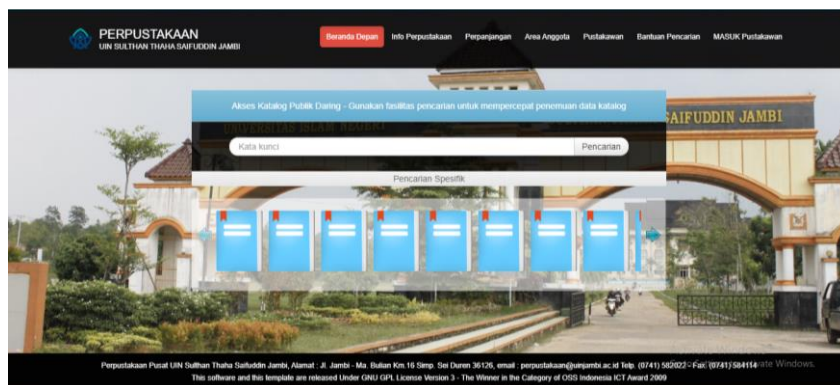 PERPUSTAKAAN
UIN SULTHAN THAHA SAIFUDDIN JAMBI
Beranda Depan Info Perpustakaan Perpanjangan Area Anggota Pustakawan Bantuan Pencarian MASUK Pustakawan
Akses Katalog Publik Daring - Gunakan fasilitas pencarian untuk mempercepat penemuan data katalog
UNIVERSITAS ISLAM NEGERI
SAIFUDDIN JAMBI
Kata kunci Pencarian
Pencarian Spesifik
Perpustakaan Pusat UIN Sulthan Thaha Saifuddin Jambi, Alamat : Jl. Jambi - Ma. Bulian Km.16 Simp. Sei Duren 36126, email : perpustakaan@uinjambi.ac.id Telp. (0741) 582022 - Fax. (0741) 584114
This software and this template are released Under GNU GPL License Version 3 - The Winner in the Category of OSS Indonesia ICT Award 2009